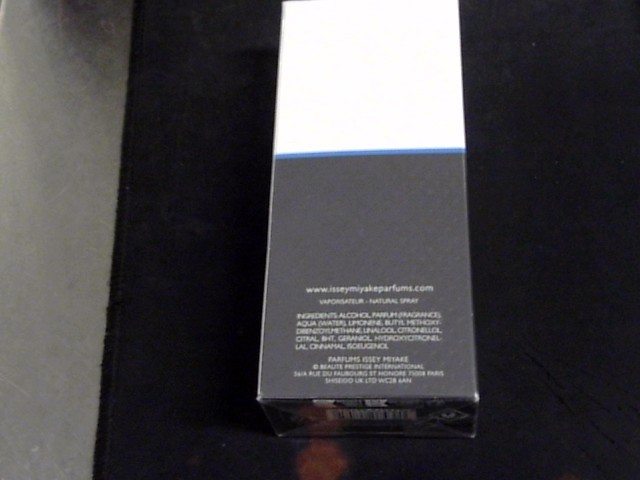 www.isseymiyakeparfums.com
VAPORISATEUR - NATURAL SPRAY
INGREDIENTS: ALCOHOL, PARFUM (FRAGRANCE),
AQUA (WATER), LIMONENE, BUTYL METHOXY-
DIBENZOYLMETHANE, LINALOOL, CITRONELLOL,
CITRAL, BHT, GERANIOL, HYDROXYCITRONEL-
LAL, CINNAMAL, ISOEUGENOL
PARFUMS ISSEY MIYAKE
© BEAUTE PRESTIGE INTERNATIONAL
56/A RUE DU FAUBOURG ST HONORE 75008 PARIS
SHISEIDO UK LTD WC2B 6AN